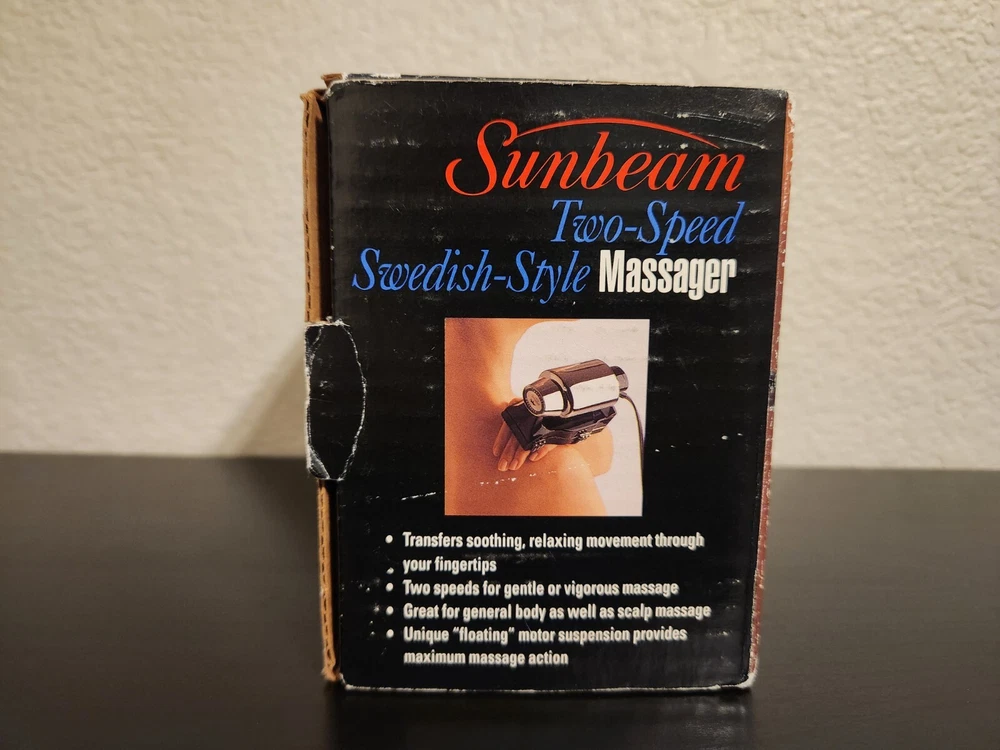 Sunbeam
Two-Speed
Swedish-Style Massager
• Transfers soothing, relaxing movement through
your fingertips
• Two speeds for gentle or vigorous massage
• Great for general body as well as scalp massage
• Unique "floating" motor suspension provides
maximum massage action